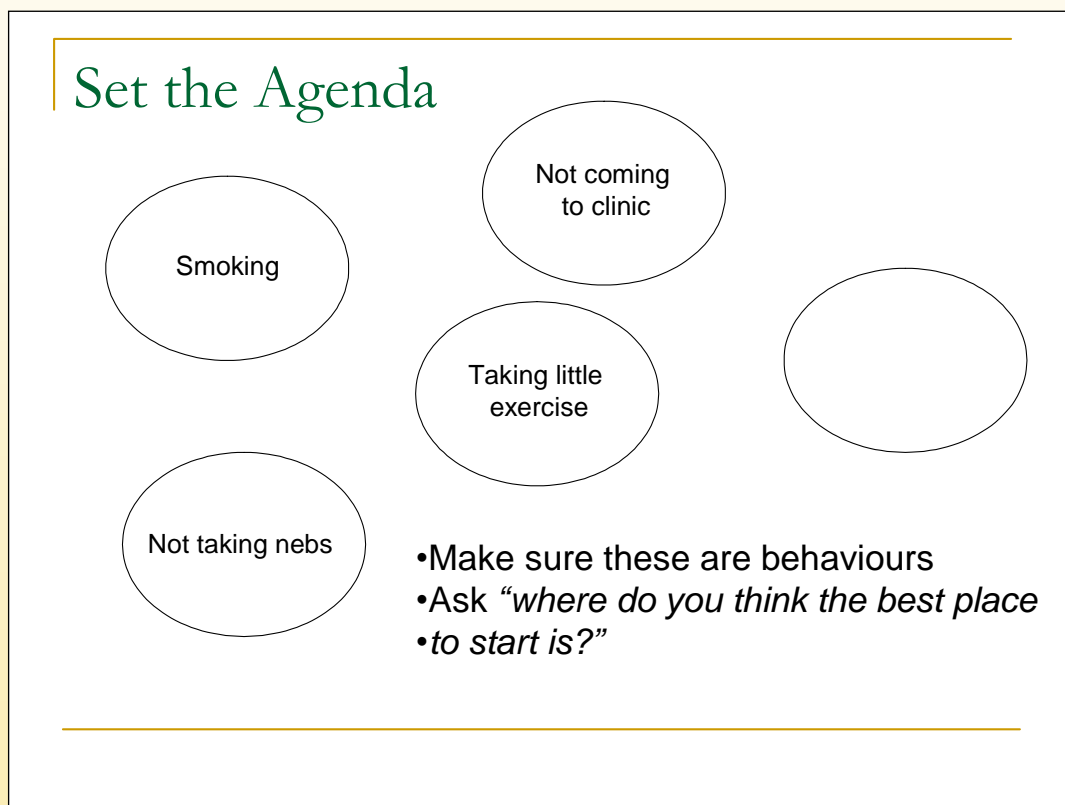 Set the Agenda
Not coming
to clinic
Smoking
Taking little
exercise
Not taking nebs
•Make sure these are behaviours
•Ask “where do you think the best place
•to start is?”